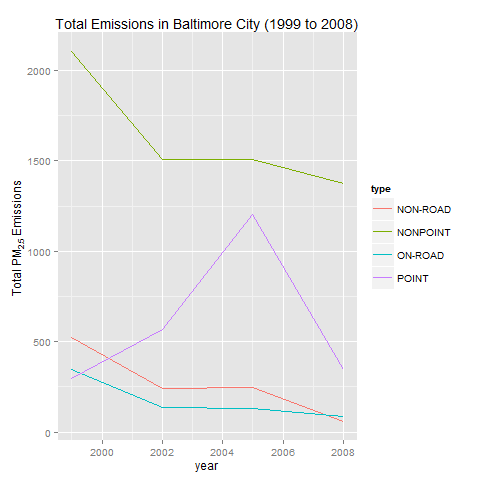 Total Emissions in Baltimore City (1999 to 2008)
2000
1500
1000
500
0
Total PM2.5 Emissions
2000
2002
2004
2006
2008
year
type
NON-ROAD
NONPOINT
ON-ROAD
POINT